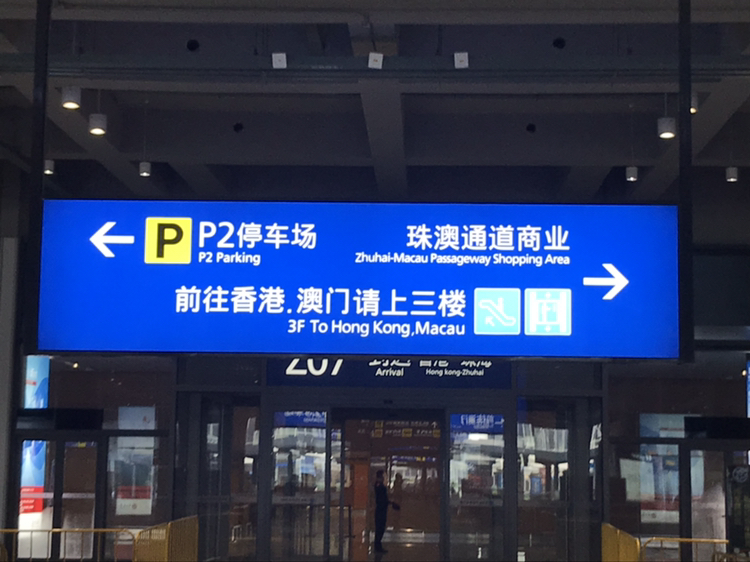 P P2停车场
P2 Parking
珠澳通道商业
Zhuhai-Macau Passageway Shopping Area
前往香港.澳门请上三楼
3F To Hong Kong,Macau
Arrival
Hong kong-Zhuhai